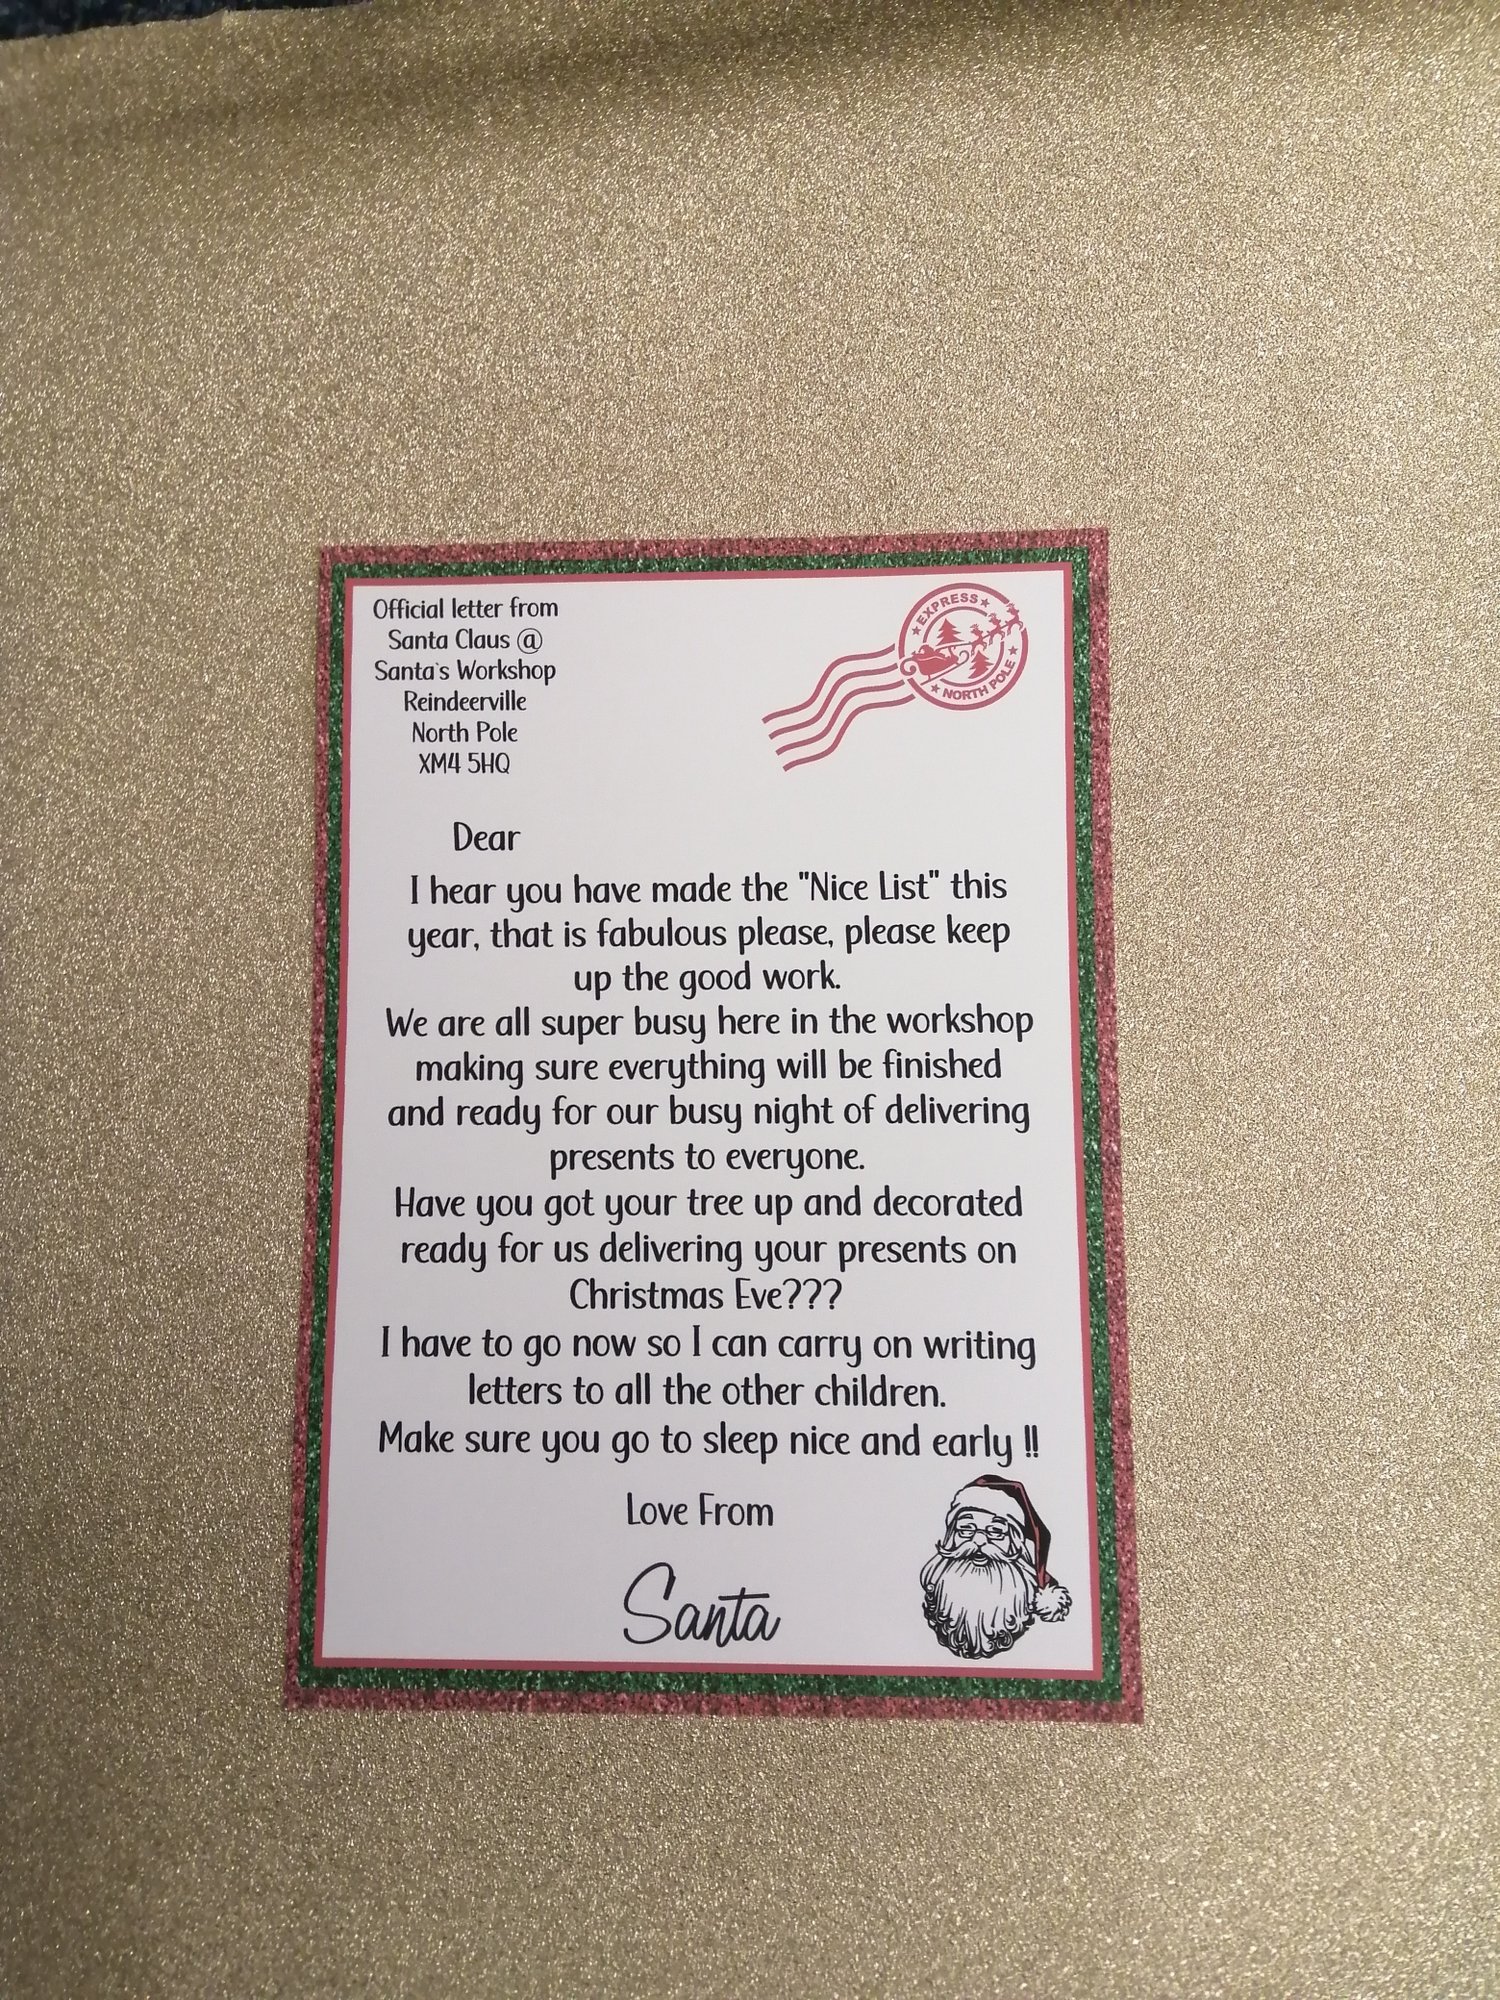 Official letter from
Santa Claus @
Santa`s Workshop
Reindeerville
North Pole
XM4 5HQ
EXPRESS
NORTH POLE
Dear
I hear you have made the "Nice List" this
year, that is fabulous please, please keep
up the good work.
We are all super busy here in the workshop
making sure everything will be finished
and ready for our busy night of delivering
presents to everyone.
Have you got your tree up and decorated
ready for us delivering your presents on
Christmas Eve???
I have to go now so I can carry on writing
letters to all the other children.
Make sure you go to sleep nice and early !!
Love From
Santa